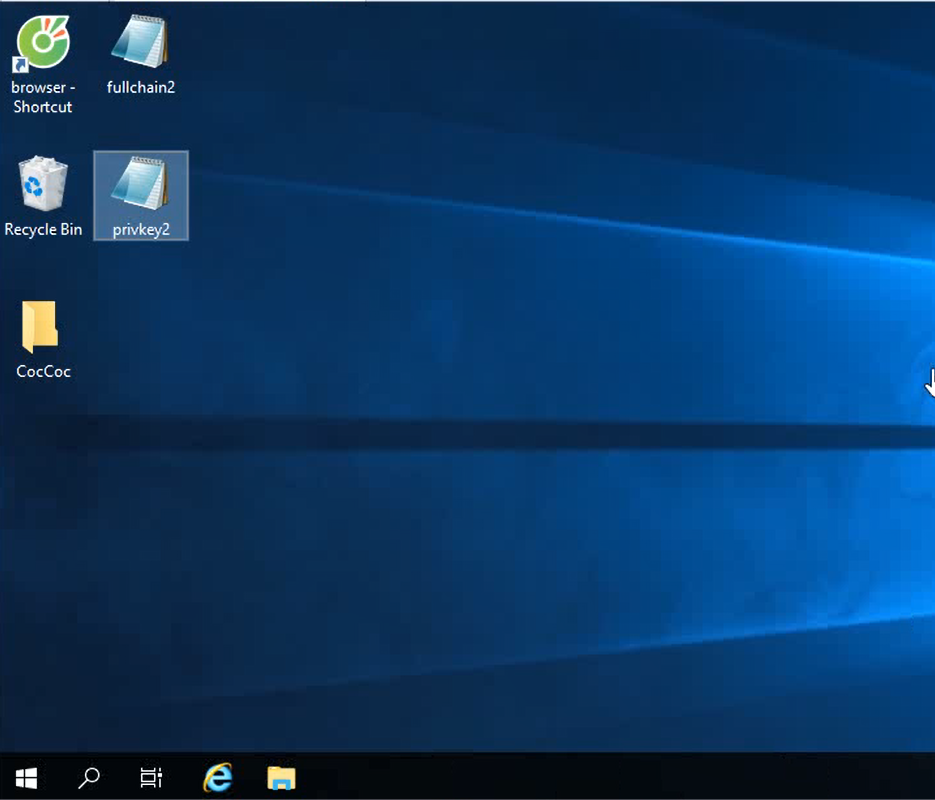 browser -
Shortcut
fullchain2
Recycle Bin
privkey2
CocCoc